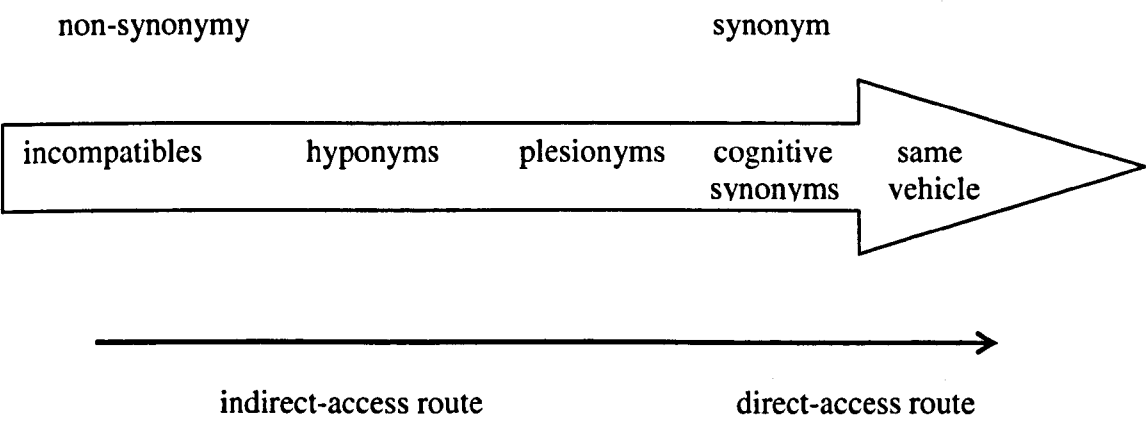 non-synonymy synonym
incompatibles hyponyms plesionyms cognitive same
synonyms vehicle
indirect-access route direct-access route